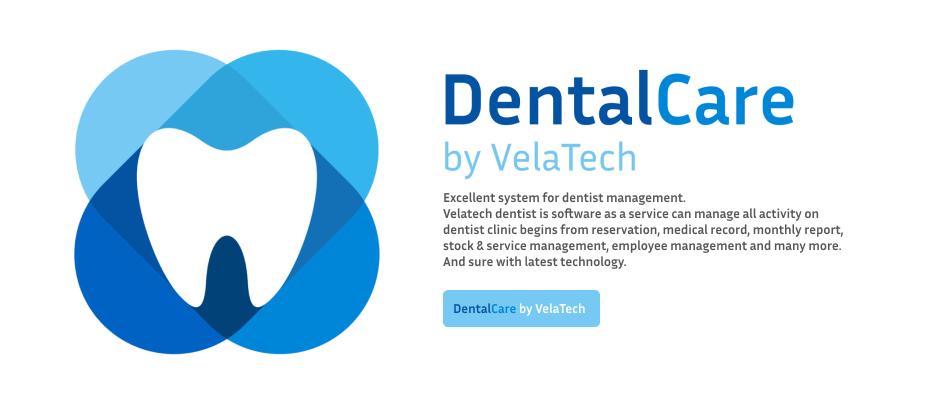 DentalCare
by VelaTech
Excellent system for dentist management.
Velatech dentist is software as a service can manage all activity on
dentist clinic begins from reservation, medical record, monthly report,
stock & service management, employee management and many more.
And sure with latest technology.
DentalCare by VelaTech